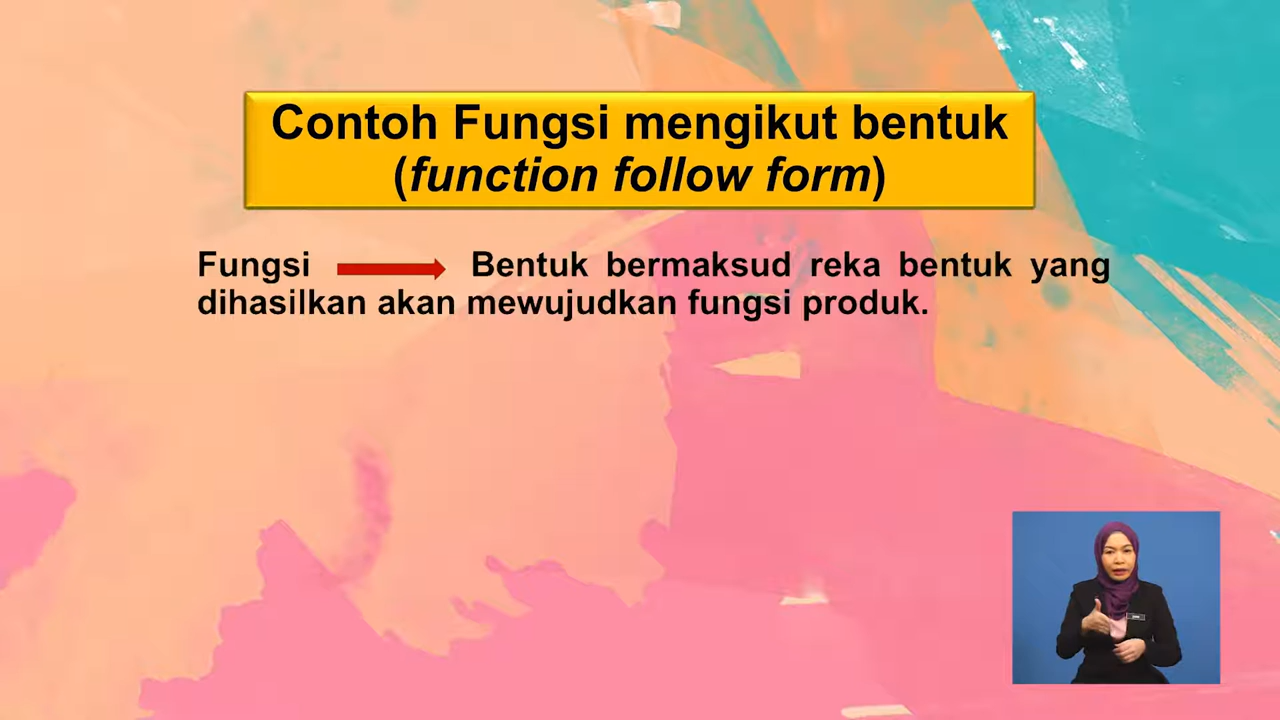 Contoh Fungsi mengikut bentuk
(function follow form)
Fungsi Bentuk bermaksud reka bentuk yang
dihasilkan akan mewujudkan fungsi produk.